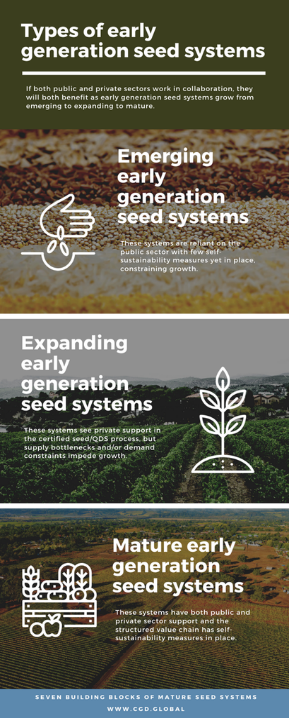 Types of early
generation seed systems
If both public and private sectors work in collaboration, they
will both benefit as early generation seed systems grow from
emerging to expanding to mature.
Emerging
early
generation
seed systems
These systems are reliant on the
public sector with few self-
sustainability measures yet in place,
constraining growth.
Expanding
early
generation
seed systems
These systems see private support in
the certified seed/QDS process, but
supply bottlenecks and/or demand
constraints impede growth.
Mature early
generation
seed systems
These systems have both public and
private sector support and the
structured value chain has self-
sustainability measures in place.
SEVEN BUILDING BLOCKS OF MATURE SEED SYSTEMS
WWW.CGD.GLOBAL